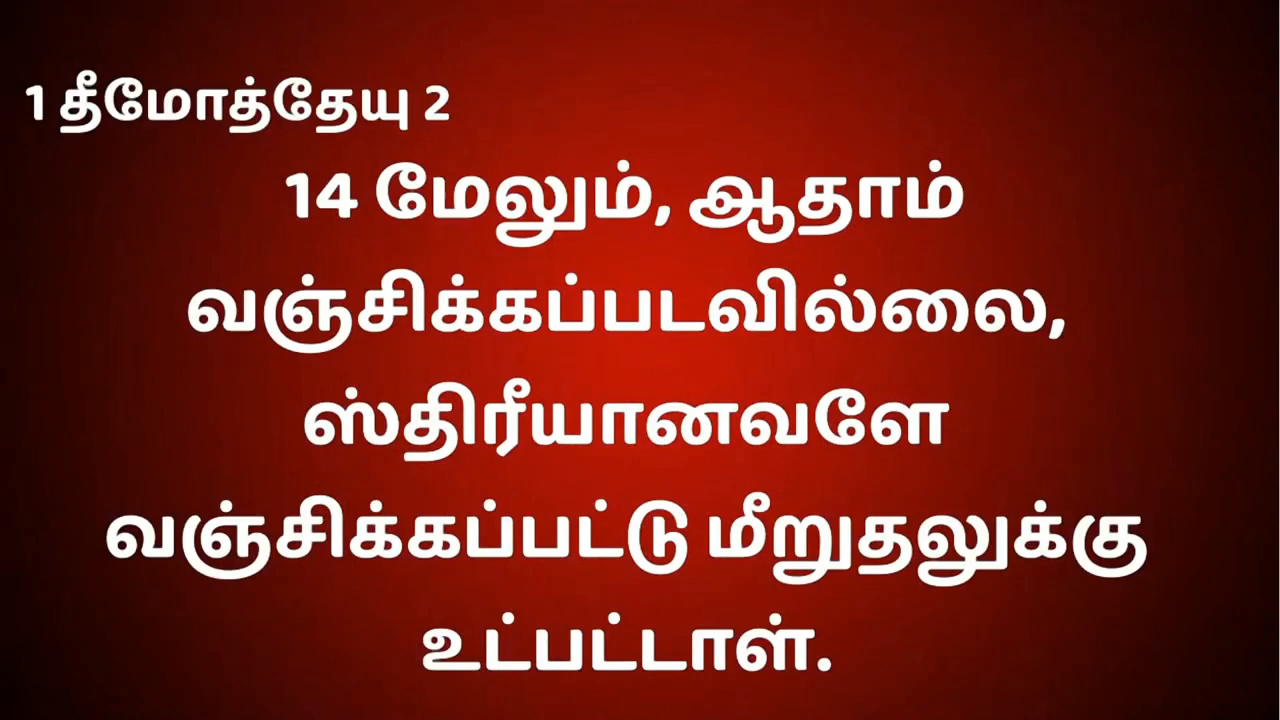 1 தீமோத்தேயு 2
14 மேலும், ஆதாம்
வஞ்சிக்கப்படவில்லை,
ஸ்திரீயானவளே
வஞ்சிக்கப்பட்டு மீறுதலுக்கு
உட்பட்டாள்.